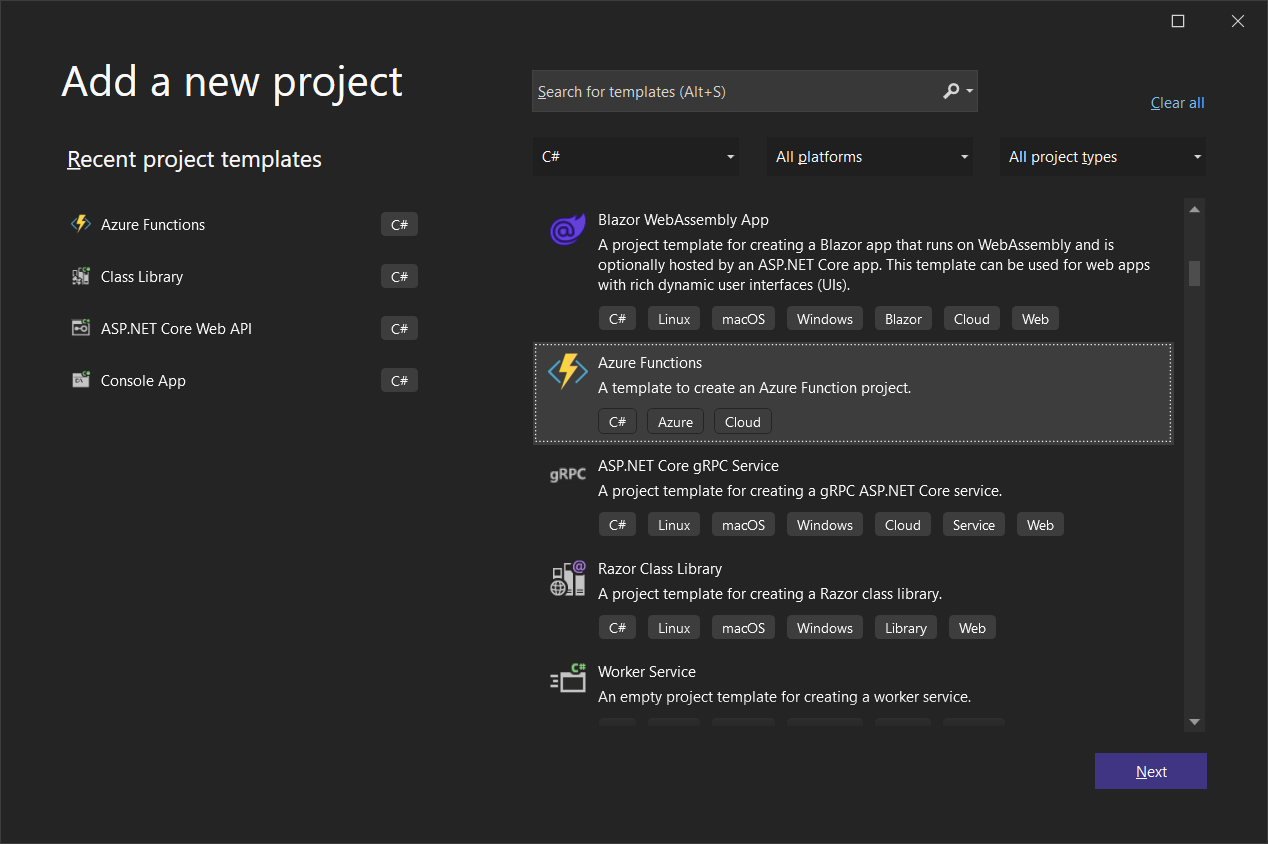 Add a new project
Search for templates (Alt+S)
Clear all
Recent project templates
C#
All platforms
All project types
Azure Functions C#
Class Library C#
ASP.NET Core Web API C#
Console App C#
Blazor WebAssembly App
A project template for creating a Blazor app that runs on WebAssembly and is
optionally hosted by an ASP.NET Core app. This template can be used for web apps
with rich dynamic user interfaces (UIs).
C# Linux macOS Windows Blazor Cloud Web
Azure Functions
A template to create an Azure Function project.
C# Azure Cloud
gRPC
ASP.NET Core gRPC Service
A project template for creating a gRPC ASP.NET Core service.
C# Linux macOS Windows Cloud Service Web
Razor Class Library
A project template for creating a Razor class library.
C# Linux macOS Windows Library Web
Worker Service
An empty project template for creating a worker service.
Next